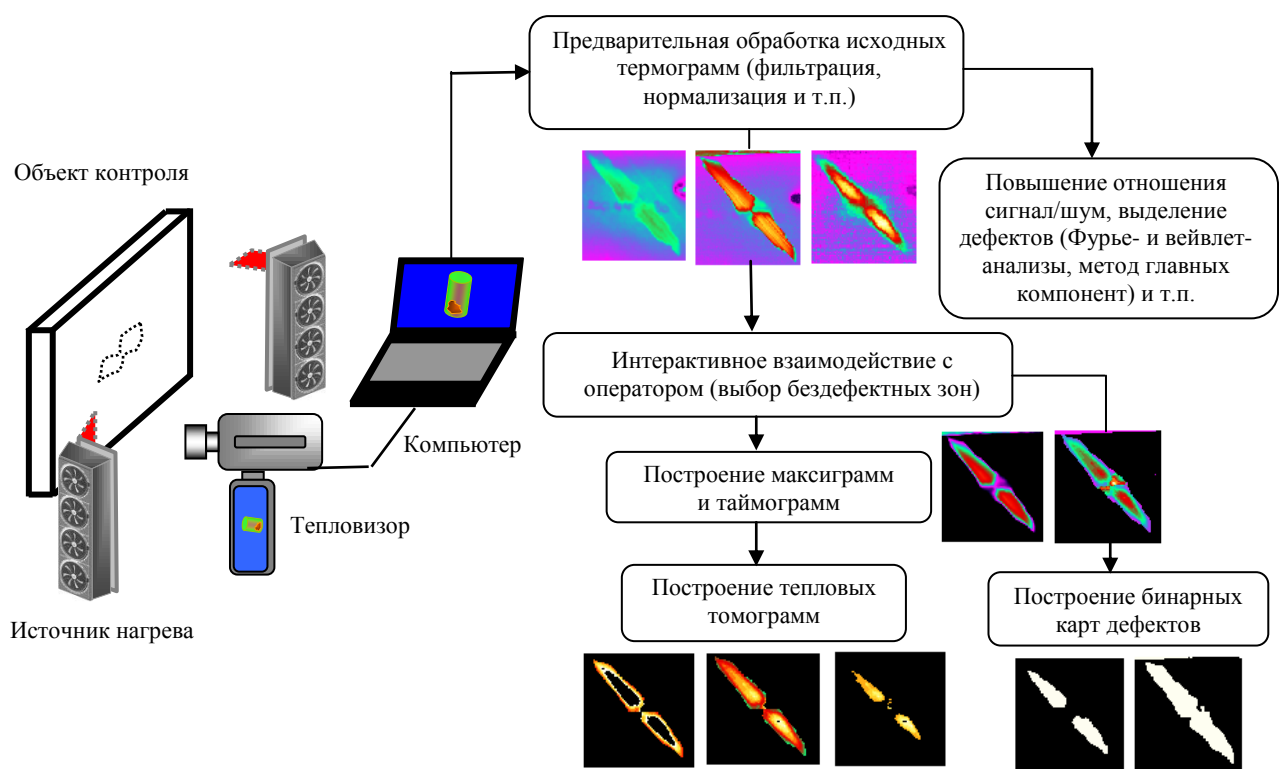 Предварительная обработка исходных
термограмм (фильтрация,
нормализация и т.п.)
Объект контроля
Повышение отношения
сигнал/шум, выделение
дефектов (Фурье- и вейвлет-
анализы, метод главных
компонент) и т.п.
Интерактивное взаимодействие с
оператором (выбор бездефектных зон)
Компьютер
Построение максиграмм
и таймограмм
Тепловизор
Построение тепловых
томограмм
Построение бинарных
карт дефектов
Источник нагрева